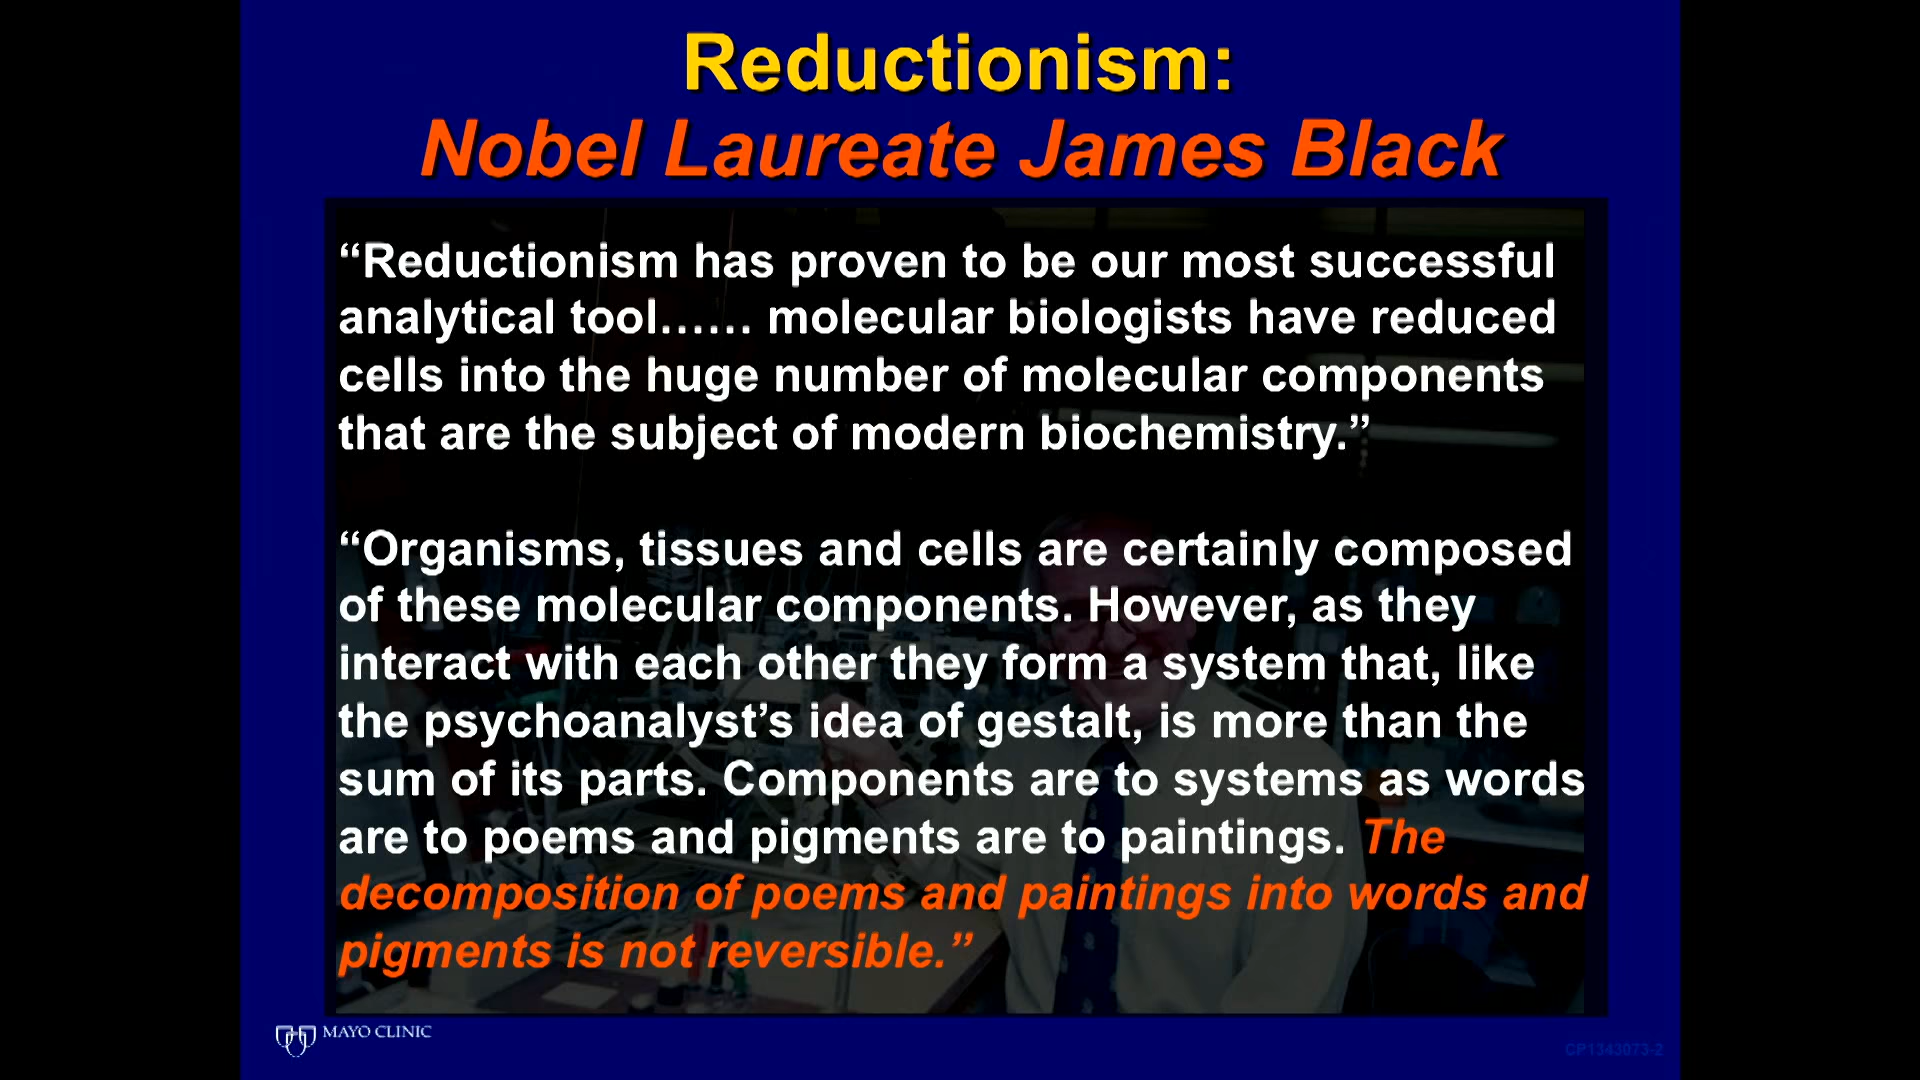 Reductionism:
Nobel Laureate James Black
“Reductionism has proven to be our most successful
analytical tool…… molecular biologists have reduced
cells into the huge number of molecular components
that are the subject of modern biochemistry.”
“Organisms, tissues and cells are certainly composed
of these molecular components. However, as they
interact with each other they form a system that, like
the psychoanalyst’s idea of gestalt, is more than the
sum of its parts. Components are to systems as words
are to poems and pigments are to paintings. The
decomposition of poems and paintings into words and
pigments is not reversible.”
MAYO CLINIC
CP1343073-2